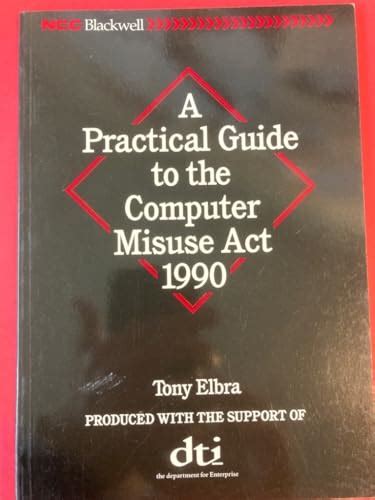 NCC Blackwell
A
Practical Guide
to the
Computer
Misuse Act
1990
Tony Elbra
PRODUCED WITH THE SUPPORT OF
dti
the department for Enterprise